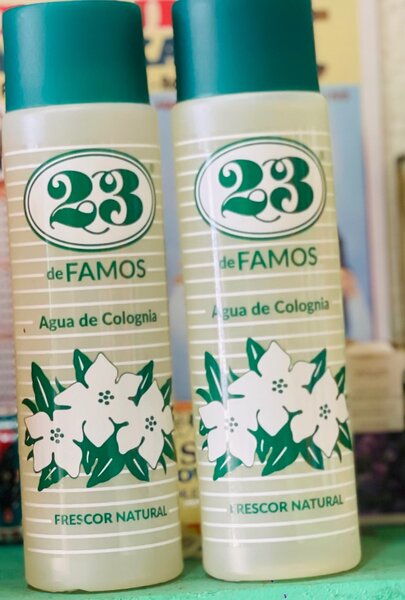 23
de FAMOS
Agua de Colognia
FRESCOR NATURAL
23
de FAMOS
Agua de Colognia
FRESCOR NATURAL